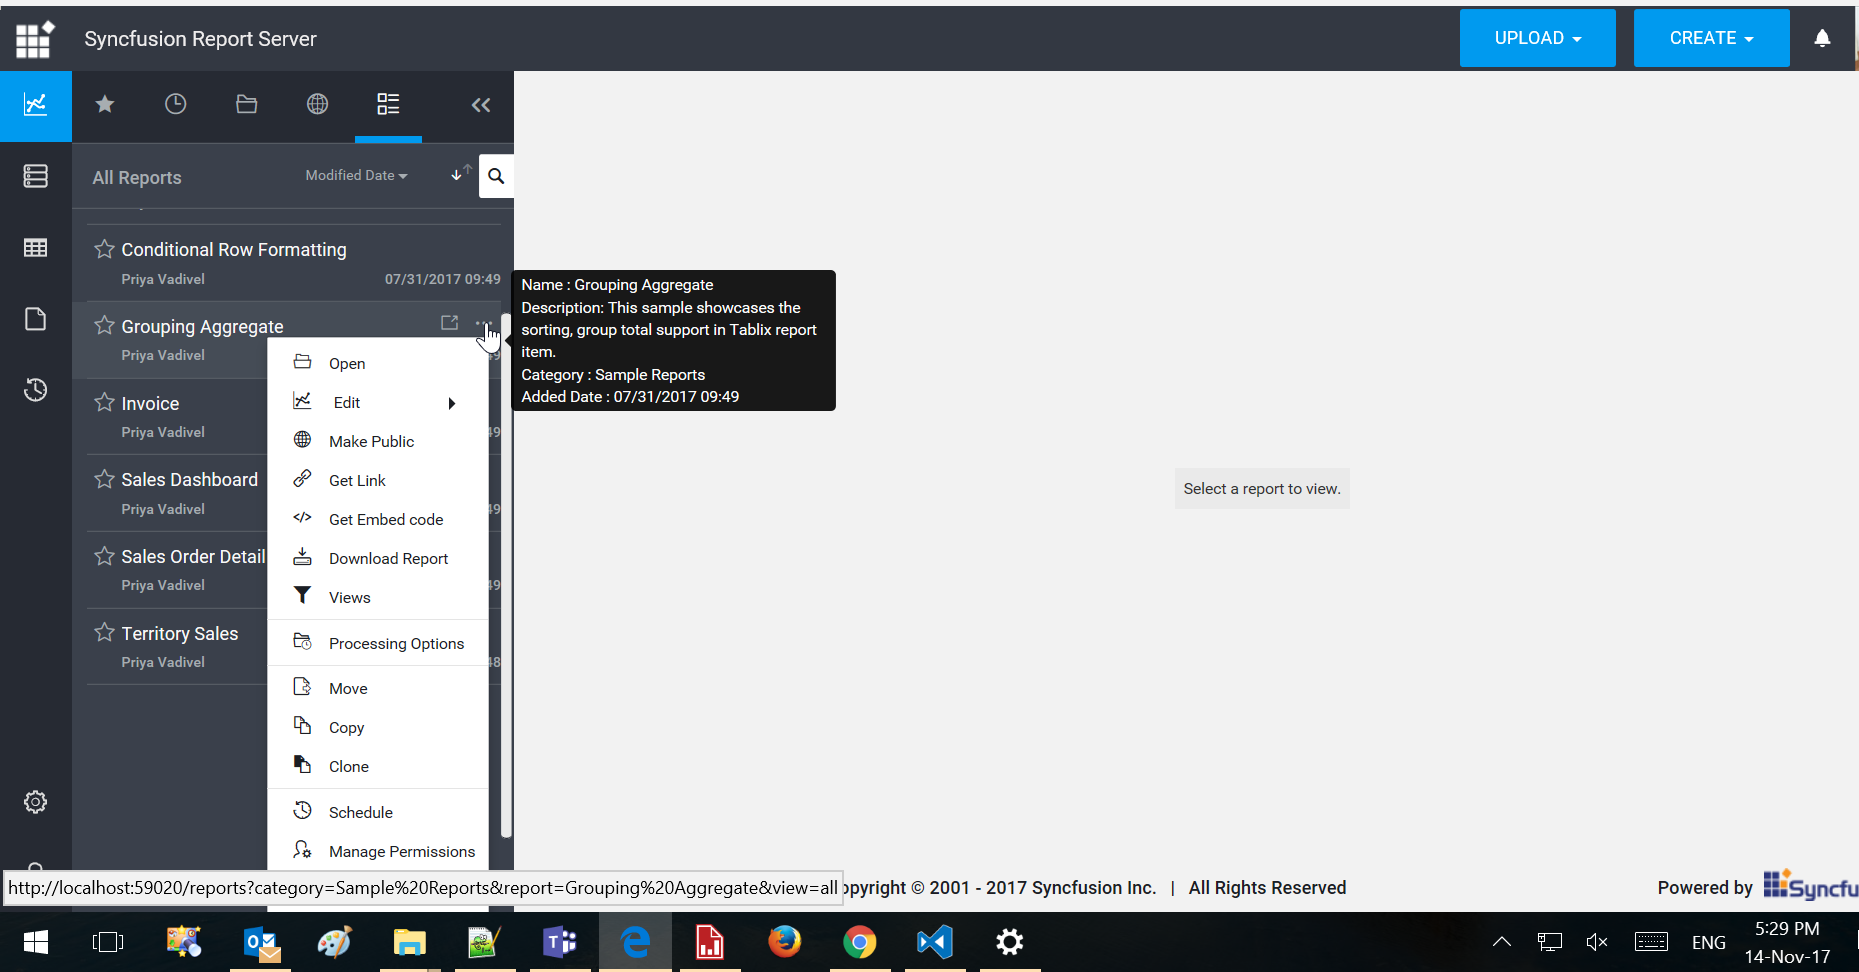 Syncfusion Report Server
UPLOAD
CREATE
All Reports
Modified Date
Conditional Row Formatting
Priya Vadivel
07/31/2017 09:49
Grouping Aggregate
Priya Vadivel
49
Invoice
Priya Vadivel
49
Sales Dashboard
Priya Vadivel
49
Sales Order Detail
Priya Vadivel
49
Territory Sales
Priya Vadivel
48
Open
Edit
Make Public
Get Link
Get Embed code
Download Report
Views
Processing Options
Move
Copy
Clone
Schedule
Manage Permissions
Name : Grouping Aggregate
Description: This sample showcases the
sorting, group total support in Tablix report
item.
Category : Sample Reports
Added Date : 07/31/2017 09:49
Select a report to view.
http://localhost:59020/reports?category=Sample%20Reports&report=Grouping%20Aggregate&view=all
opyright © 2001 - 2017 Syncfusion Inc. | All Rights Reserved
Powered by Syncfu
ENG
5:29 PM
14-Nov-17